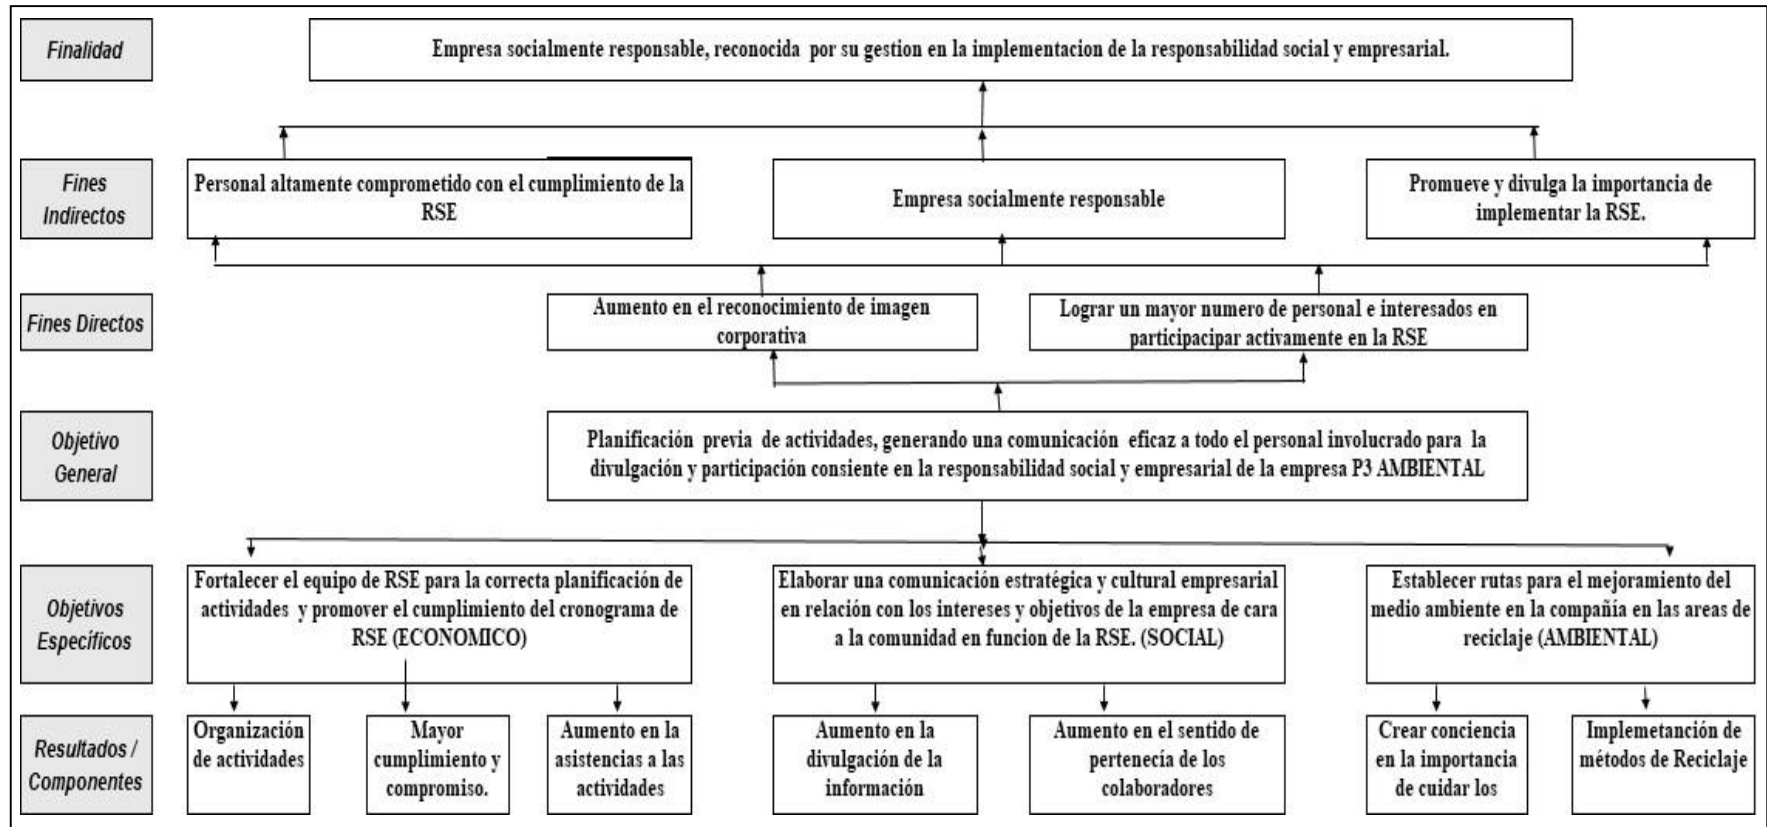 Finalidad
Empresa socialmente responsable, reconocida por su gestion en la implementacion de la responsabilidad social y empresarial.
Fines
Indirectos
Personal altamente comprometido con el cumplimiento de la
RSE
Empresa socialmente responsable
Promueve y divulga la importancia de
implementar la RSE.
Fines Directos
Aumento en el reconocimiento de imagen
corporativa
Lograr un mayor numero de personal e interesados en
participacipar activamente en la RSE
Objetivo
General
Planificación previa de actividades, generando una comunicación eficaz a todo el personal involucrado para la
divulgación y participación consiente en la responsabilidad social y empresarial de la empresa P3 AMBIENTAL
Objetivos
Específicos
Fortalecer el equipo de RSE para la correcta planificación de
actividades y promover el cumplimiento del cronograma de
RSE (ECONOMICO)
Elaborar una comunicación estratégica y cultural empresarial
en relación con los intereses y objetivos de la empresa de cara
a la comunidad en funcion de la RSE. (SOCIAL)
Establecer rutas para el mejoramiento del
medio ambiente en la compañía en las areas de
reciclaje (AMBIENTAL)
Resultados /
Componentes
Organización
de actividades
Mayor
cumplimiento y
compromiso.
Aumento en la
asistencias a las
actividades
Aumento en la
divulgación de la
información
Aumento en el sentido de
pertenecía de los
colaboradores
Crear conciencia
en la importancia
de cuidar los
Implemetanción de
métodos de Reciclaje